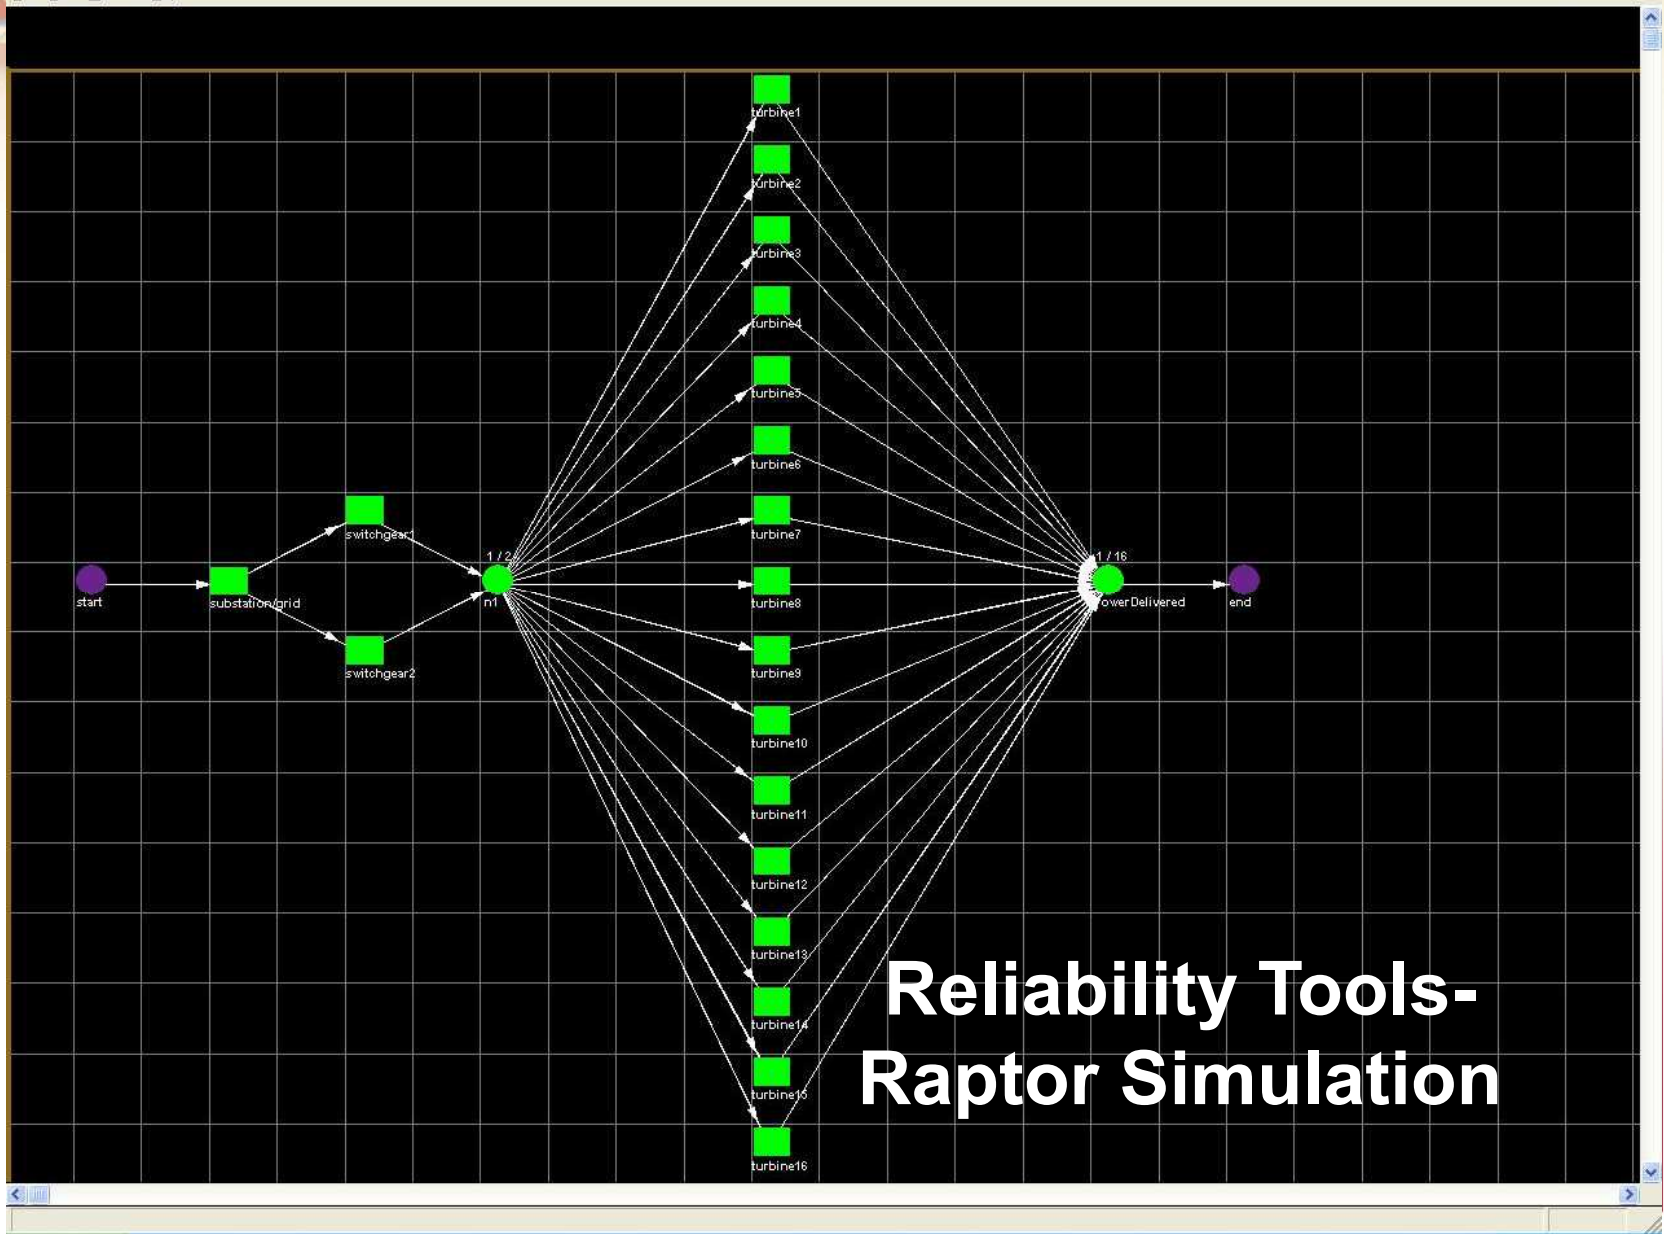 turbine1
turbine2
turbine3
turbine4
turbine5
turbine6
switchgear1
turbine7
1 / 2
1 / 16
start
substation/grid
n1
turbine8
owerDelivered
end
switchgear2
turbine9
turbine10
turbine11
turbine12
turbine13
turbine14
turbine15
turbine16
Reliability Tools-
Raptor Simulation